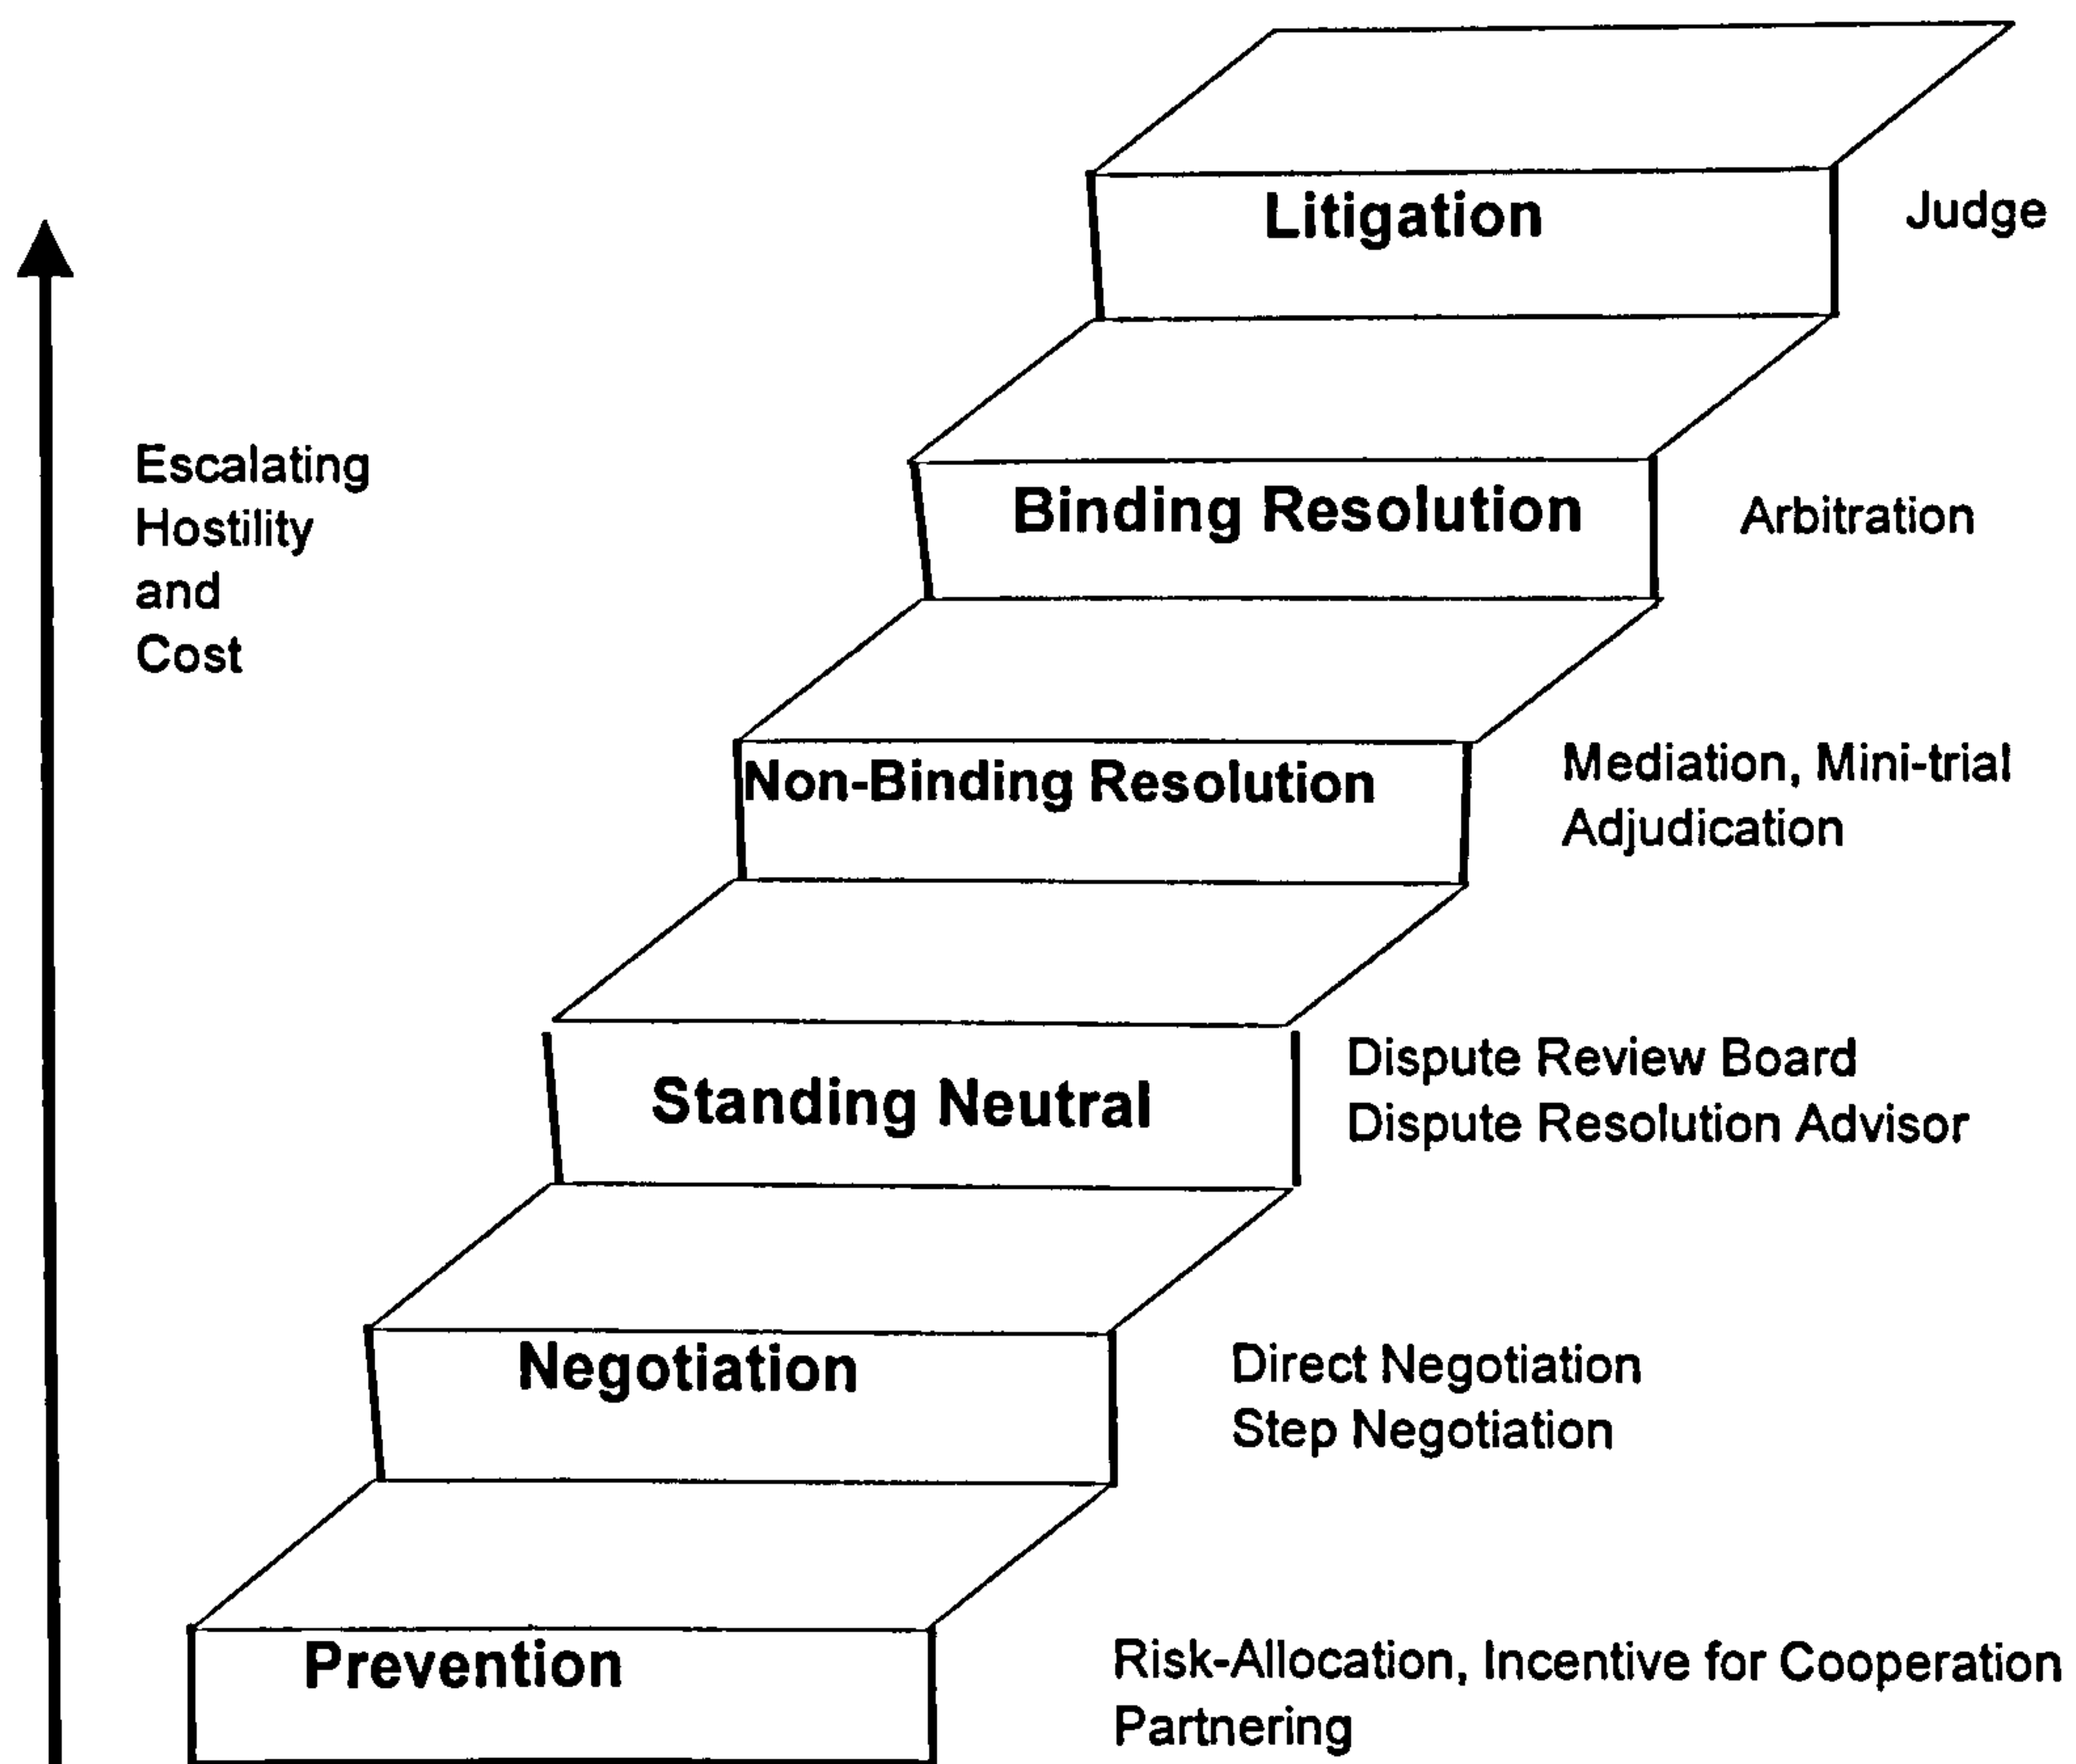 Litigation
Judge
Escalating
Hostility
and
Cost
Binding Resolution
Arbitration
Non-Binding Resolution
Mediation, Mini-trial
Adjudication
Standing Neutral
Dispute Review Board
Dispute Resolution Advisor
Negotiation
Direct Negotiation
Step Negotiation
Prevention
Risk-Allocation, Incentive for Cooperation
Partnering